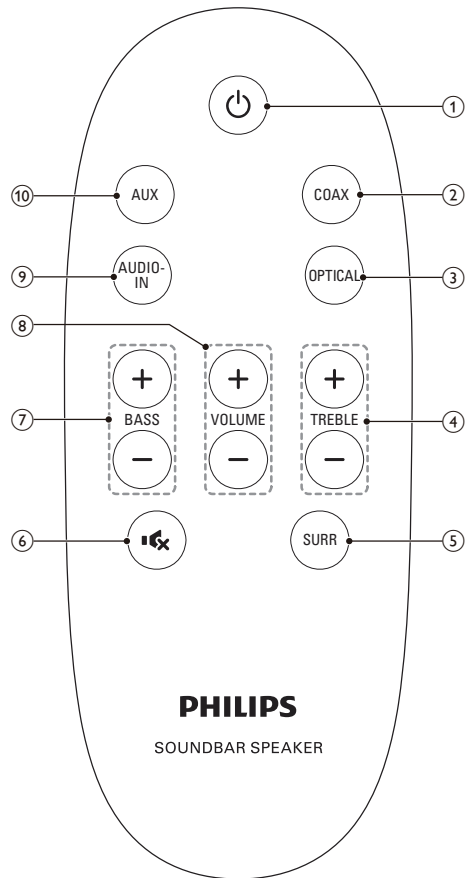 ①
⑩ AUX COAX ②
⑨ AUDIO-
IN OPTICAL ③
⑧
+ + +
⑦ BASS VOLUME TREBLE ④
− − −
⑥ SURR ⑤
PHILIPS
SOUNDBAR SPEAKER